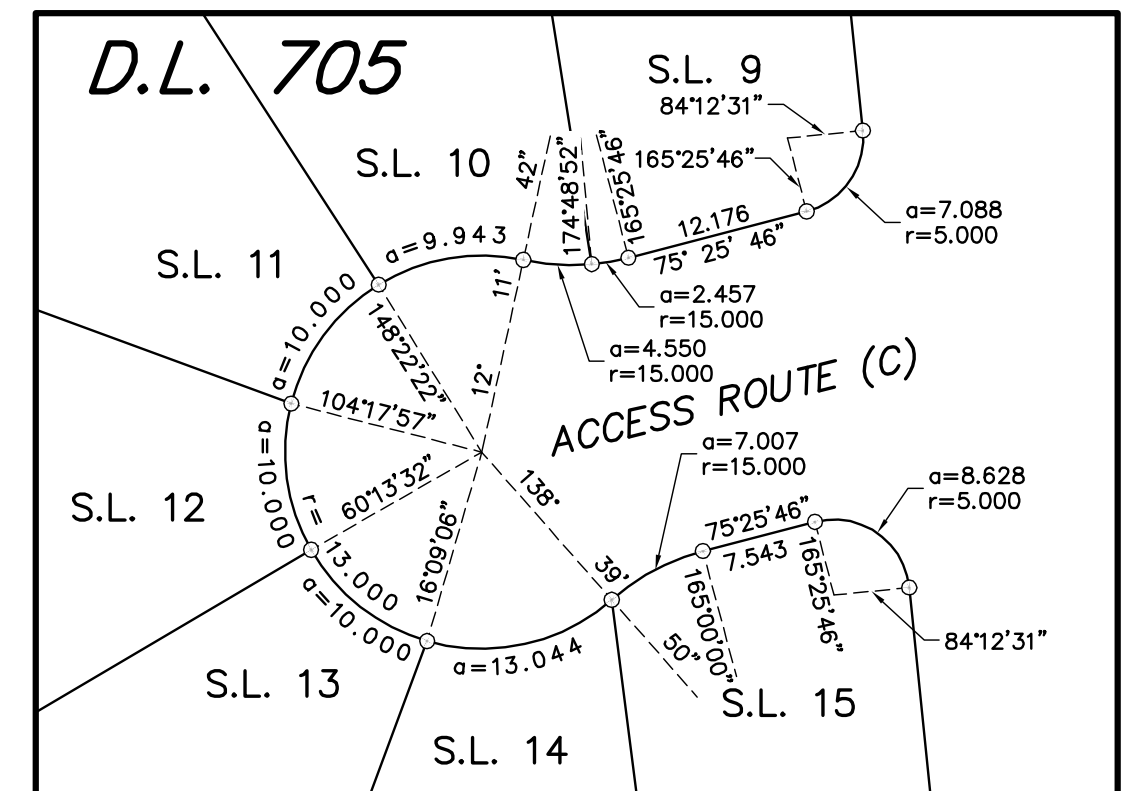 D.L. 705
S.L. 9
84°12'31"
S.L. 10
42"
174°48'52"
165°25'46"
165°25'46"
a=7.088
r=5.000
12.176
75° 25' 46"
a=9.943
S.L. 11
11'
a=2.457
r=15.000
a=10.000
148°22'22"
12°
a=4.550
r=15.000
ACCESS ROUTE (C)
104°17'57"
a=7.007
r=15.000
a=8.628
r=5.000
a=10.000
S.L. 12
60°13'32"
138°
75°25'46"
7.543
r=
13.000
16°09'06"
39'
165°00'00"
165°25'46"
a=10.000
84°12'31"
50"
a=13.044
S.L. 13
S.L. 15
S.L. 14